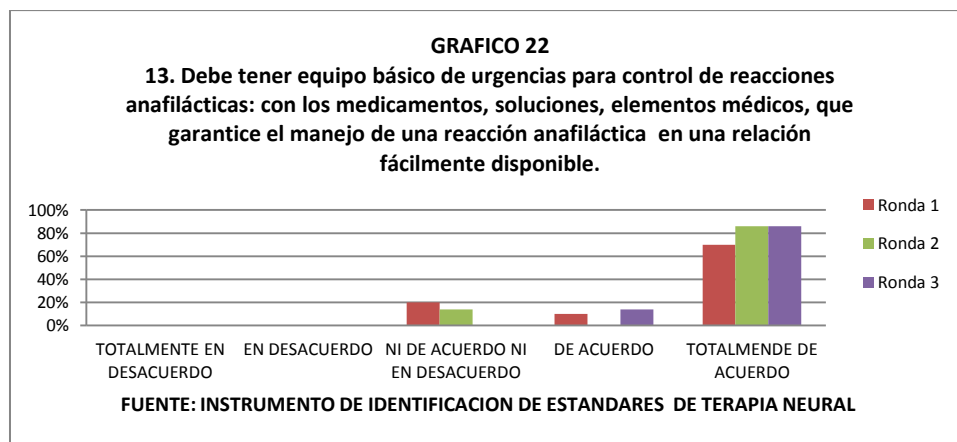 GRAFICO 22
13. Debe tener equipo básico de urgencias para control de reacciones
anafilácticas: con los medicamentos, soluciones, elementos médicos, que
garantice el manejo de una reacción anafiláctica en una relación
fácilmente disponible.
100%
80%
60%
40%
20%
0%
TOTALMENTE EN
DESACUERDO
EN DESACUERDO
NI DE ACUERDO NI
EN DESACUERDO
DE ACUERDO
TOTALMENDE DE
ACUERDO
Ronda 1
Ronda 2
Ronda 3
FUENTE: INSTRUMENTO DE IDENTIFICACION DE ESTANDARES DE TERAPIA NEURAL